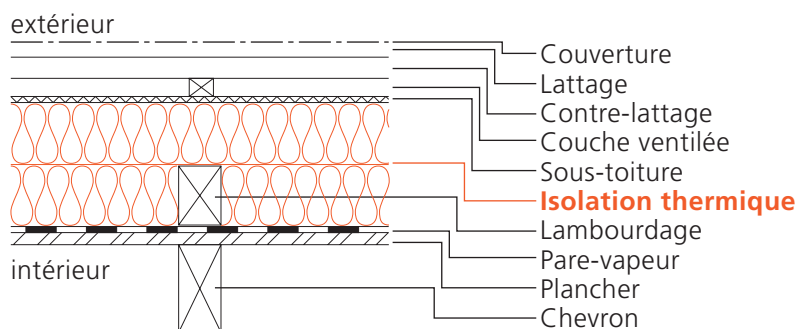 extérieur
Couverture
Lattage
Contre-lattage
Couche ventilée
Sous-toiture
Isolation thermique
Lambourdage
Pare-vapeur
intérieur
Plancher
Chevron